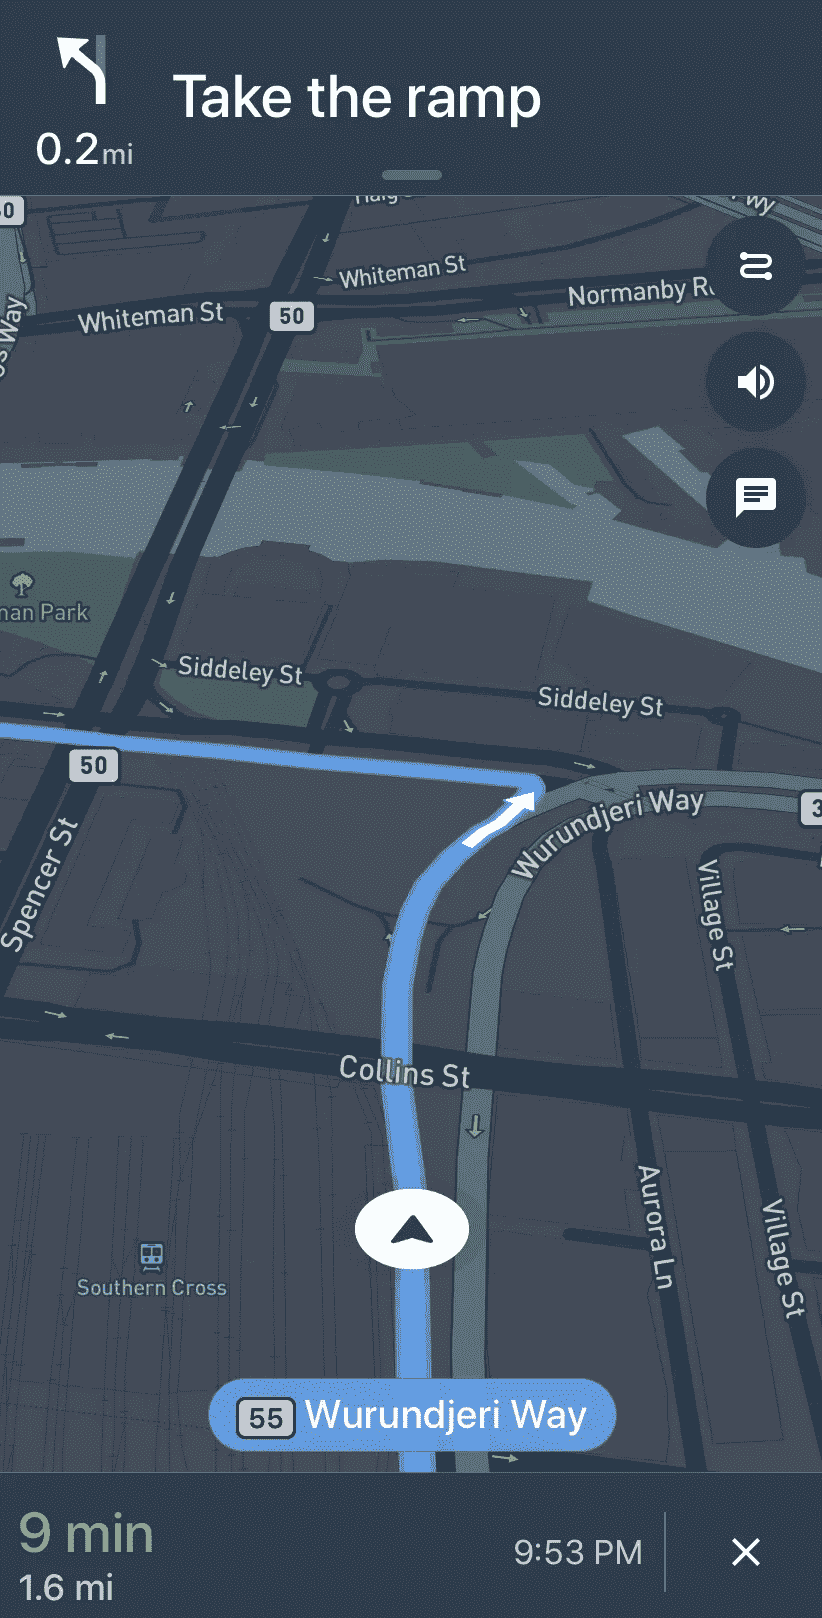 Take the ramp
0.2mi
Whiteman St
Normanby
Whiteman St
50
Siddeley St
Siddeley St
50
Wurundjeri Way
Spencer St
Village St
Collins St
Aurora Ln
Village St
Southern Cross
55 Wurundjeri Way
9 min
9:53 PM
1.6 mi